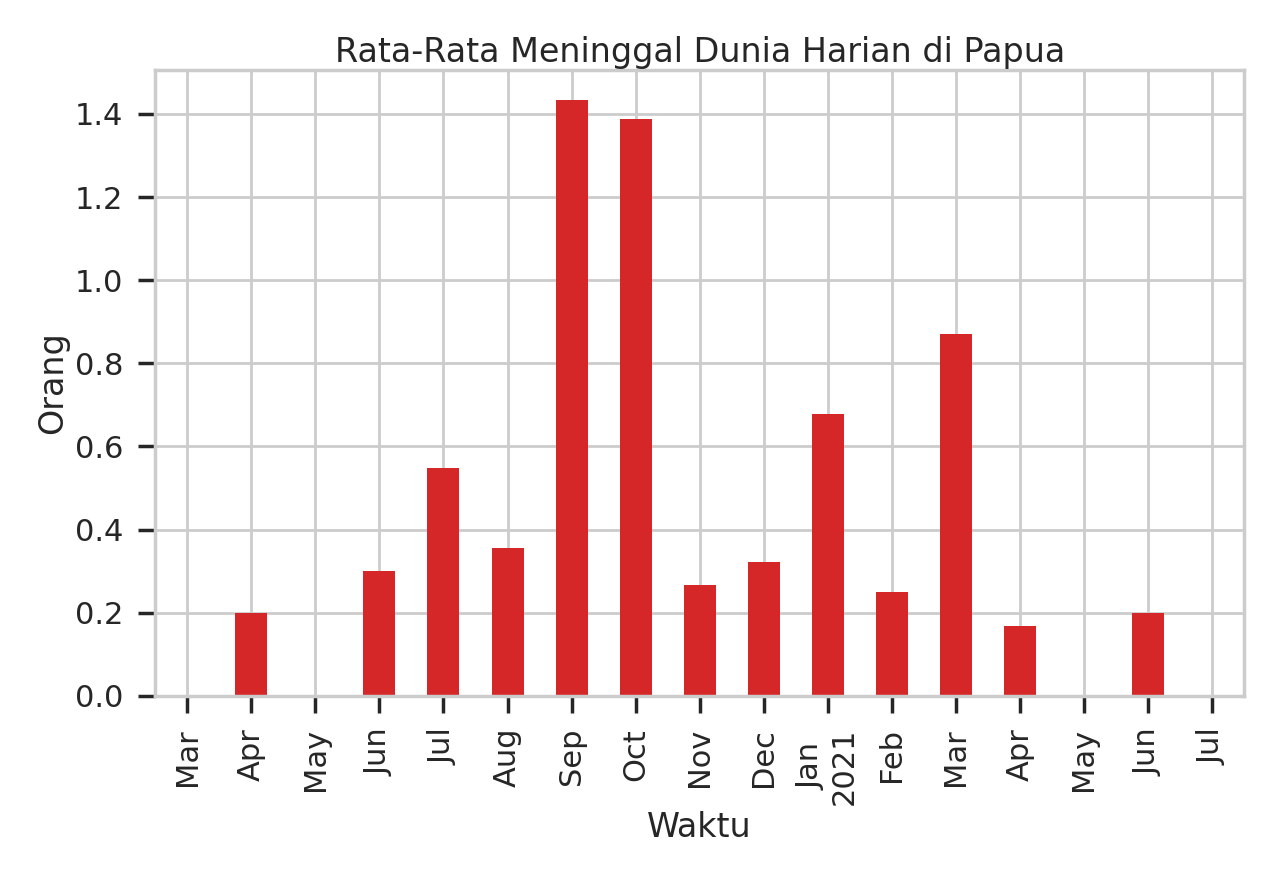 Rata-Rata Meninggal Dunia Harian di Papua
Orang
1.4
1.2
1.0
0.8
0.6
0.4
0.2
0.0
Mar
Apr
May
Jun
Jul
Aug
Sep
Oct
Nov
Dec
Jan
2021
Feb
Mar
Apr
May
Jun
Jul
Waktu